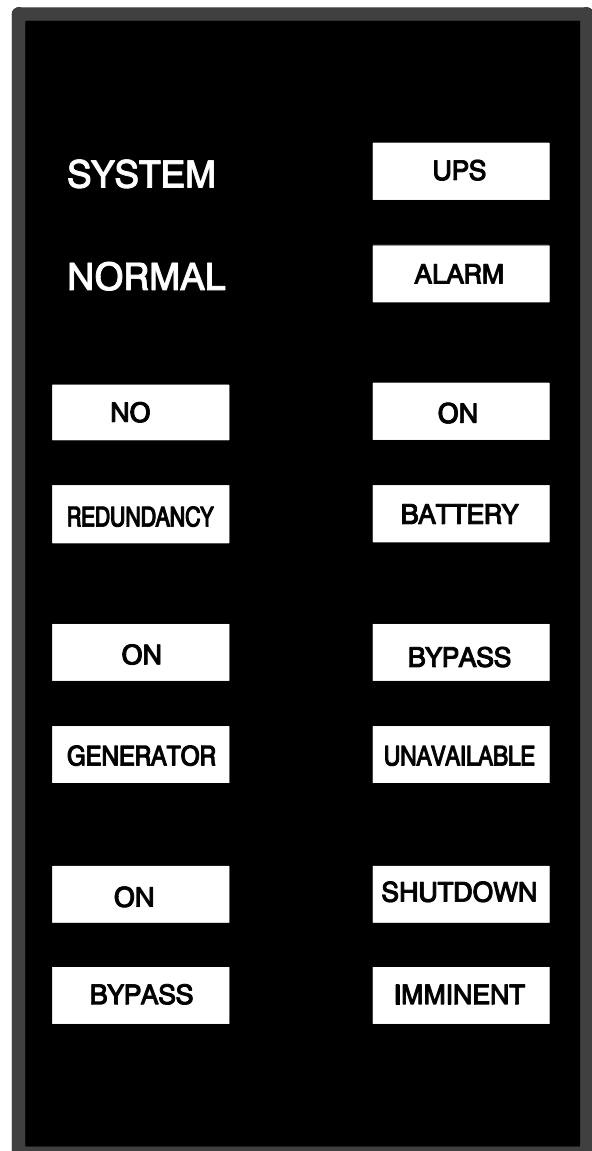 SYSTEM
NORMAL
UPS
ALARM
NO
REDUNDANCY
ON
BATTERY
ON
GENERATOR
BYPASS
UNAVAILABLE
ON
BYPASS
SHUTDOWN
IMMINENT